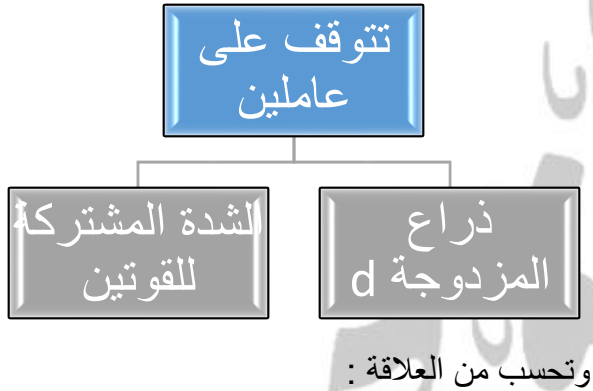 تتوقف على
عاملين
ذراع
المزدوجة d
الشدة المشتركة
للقوتين
وتحسب من العلاقة :